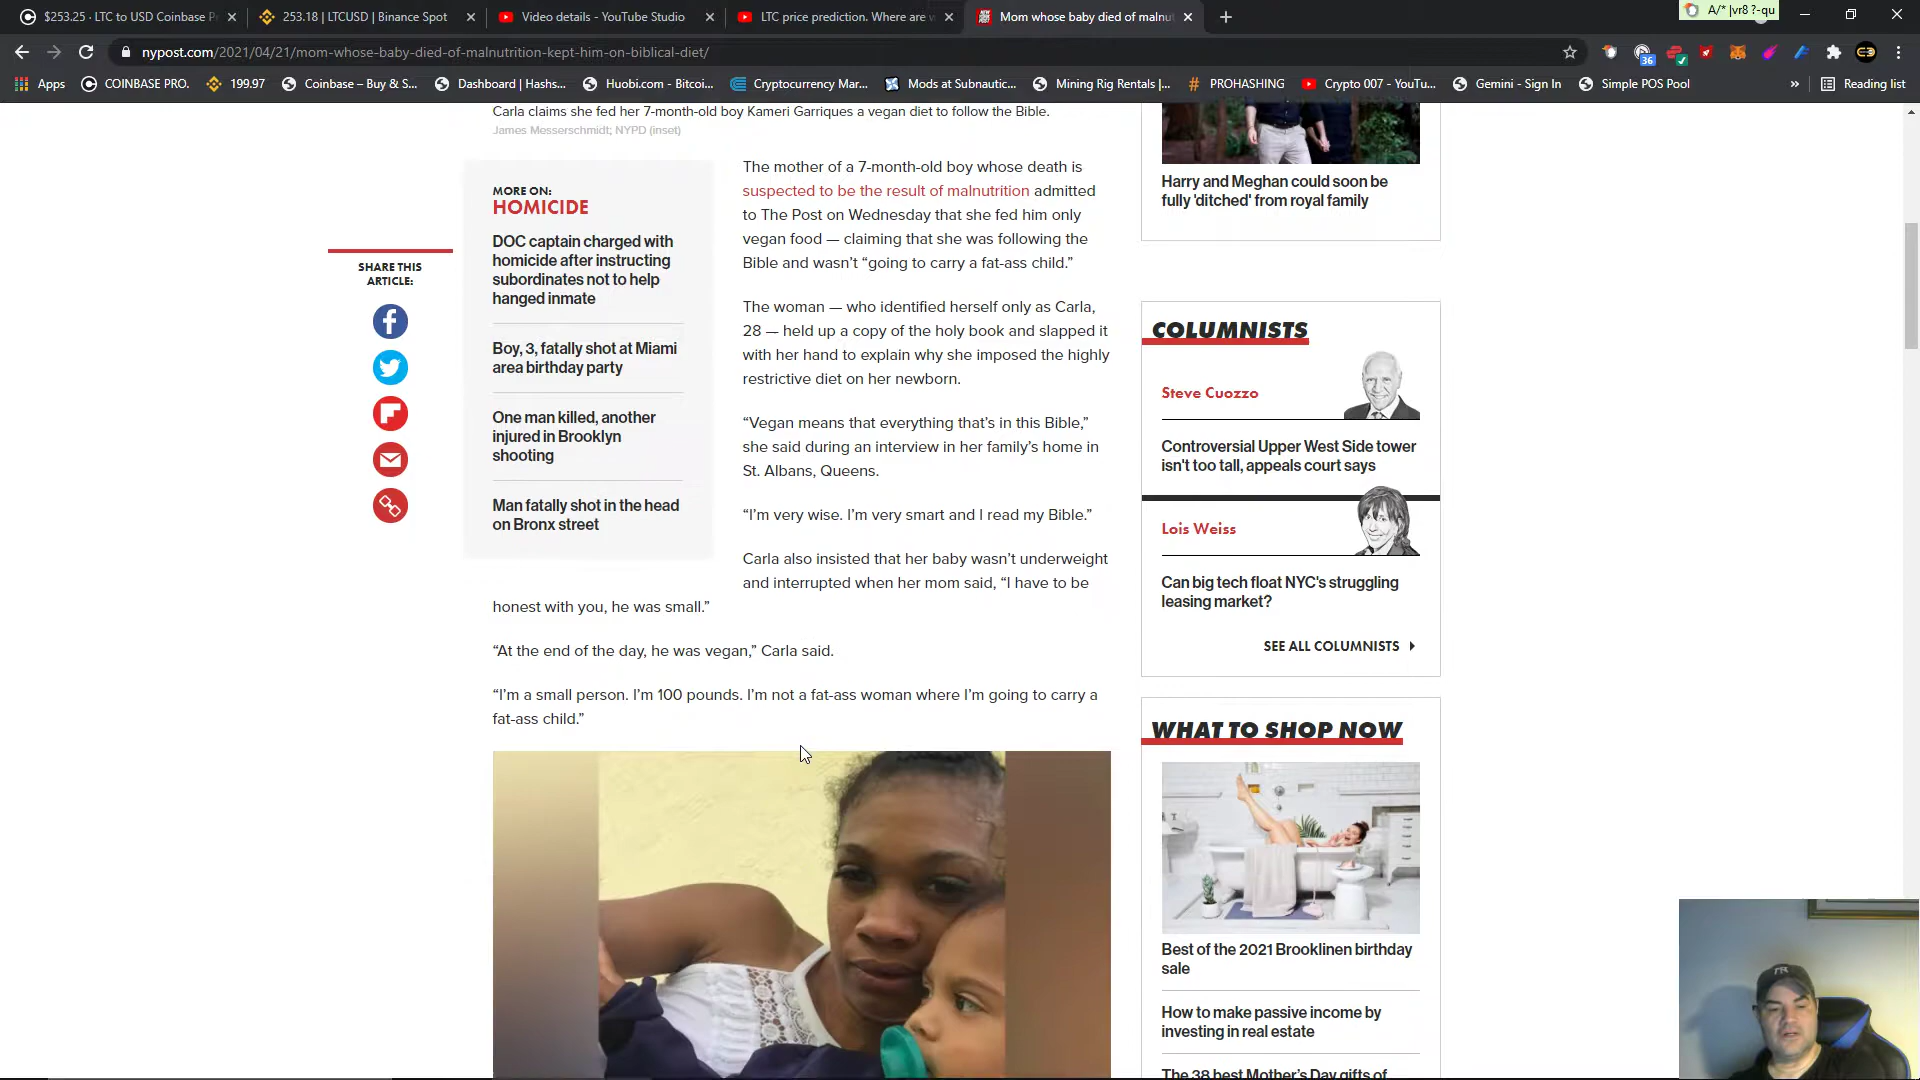 $253.25 · LTC to USD Coinbase P
253.18 | LTCUSD | Binance Spot
Video details - YouTube Studio
LTC price prediction. Where are w
Mom whose baby died of malnut
A/* |vr8 ?-qu
nypost.com/2021/04/21/mom-whose-baby-died-of-malnutrition-kept-him-on-biblical-diet/
36
Apps
COINBASE PRO.
199.97
Coinbase – Buy & S...
Dashboard | Hashs...
Huobi.com - Bitcoi...
Cryptocurrency Mar...
Mods at Subnautic...
Mining Rig Rentals |...
PROHASHING
Crypto 007 - YouTu...
Gemini - Sign In
Simple POS Pool
»
Reading list
Carla claims she fed her 7-month-old boy Kameri Garriques a vegan diet to follow the Bible.
James Messerschmidt; NYPD (inset)
SHARE THIS
ARTICLE:
MORE ON:
HOMICIDE
DOC captain charged with
homicide after instructing
subordinates not to help
hanged inmate
Boy, 3, fatally shot at Miami
area birthday party
One man killed, another
injured in Brooklyn
shooting
Man fatally shot in the head
on Bronx street
The mother of a 7-month-old boy whose death is
suspected to be the result of malnutrition admitted
to The Post on Wednesday that she fed him only
vegan food — claiming that she was following the
Bible and wasn’t “going to carry a fat-ass child.”
The woman — who identified herself only as Carla,
28 — held up a copy of the holy book and slapped it
with her hand to explain why she imposed the highly
restrictive diet on her newborn.
“Vegan means that everything that’s in this Bible,”
she said during an interview in her family’s home in
St. Albans, Queens.
“I’m very wise. I’m very smart and I read my Bible.”
Carla also insisted that her baby wasn’t underweight
and interrupted when her mom said, “I have to be
honest with you, he was small.”
“At the end of the day, he was vegan,” Carla said.
“I’m a small person. I’m 100 pounds. I’m not a fat-ass woman where I’m going to carry a
fat-ass child.”
Harry and Meghan could soon be
fully 'ditched' from royal family
COLUMNISTS
Steve Cuozzo
Controversial Upper West Side tower
isn't too tall, appeals court says
Lois Weiss
Can big tech float NYC's struggling
leasing market?
SEE ALL COLUMNISTS
WHAT TO SHOP NOW
Best of the 2021 Brooklinen birthday
sale
How to make passive income by
investing in real estate
The 38 best Mother's Day gifts of